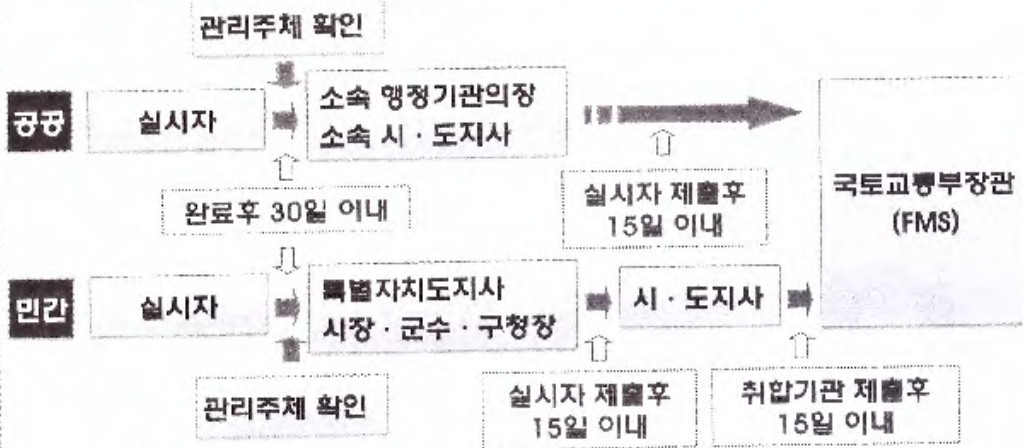 관리주체 확인
공공
실시자
소속 행정기관의장
소속 시 · 도지사
국토교통부장관
(FMS)
완료후 30일 이내
실시자 제출후
15일 이내
민간
실시자
특별자치도지사
시장 · 군수 · 구청장
시 · 도지사
관리주체 확인
실시자 제출후
15일 이내
취합기관 제출후
15일 이내